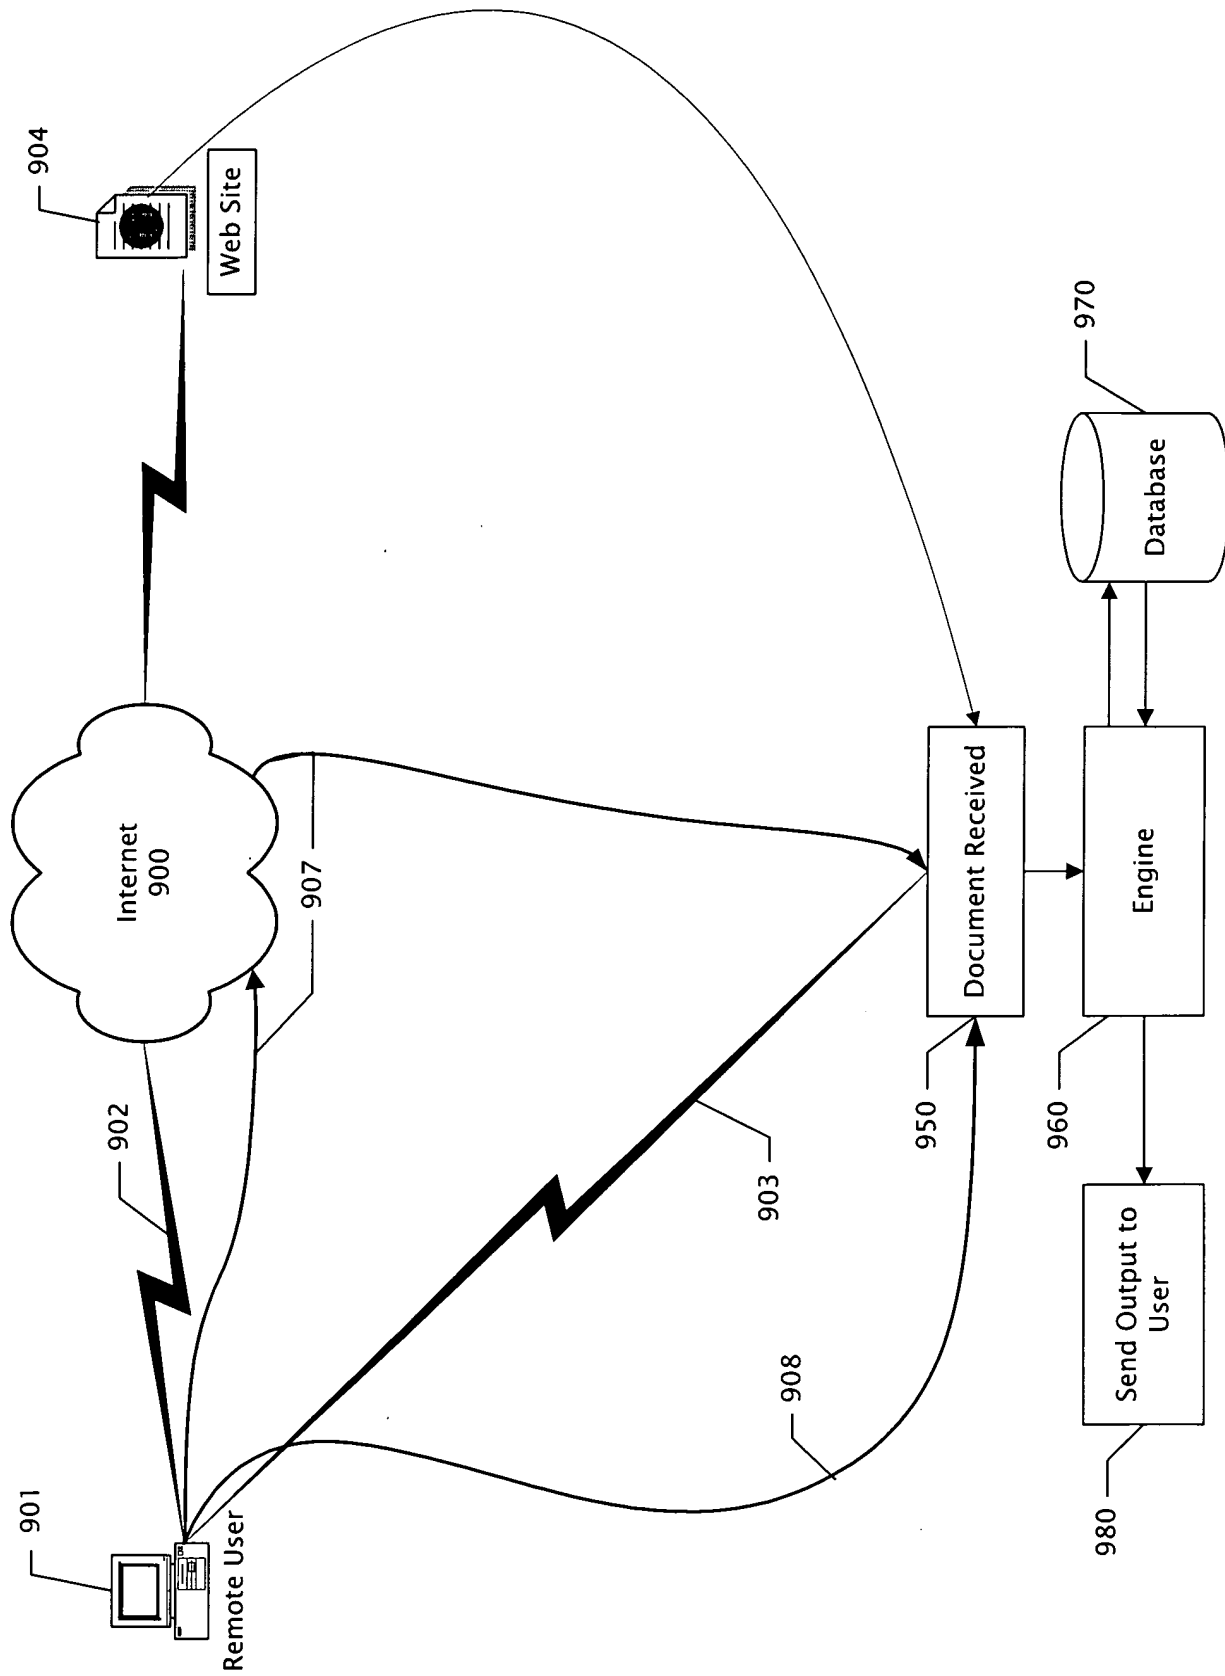 901
Remote User
902
Internet
900
904
Web Site
907
903
908
950
Document Received
960
Engine
970
Database
980
Send Output to
User